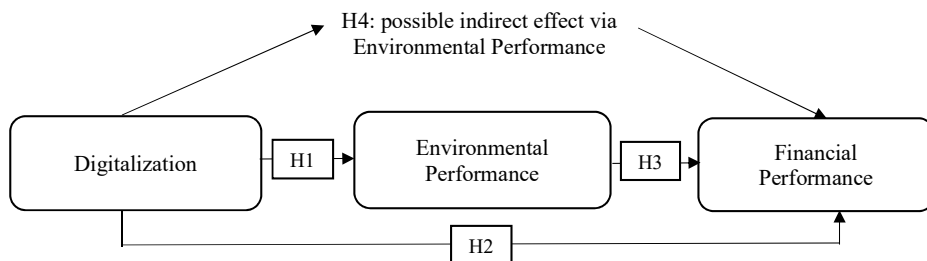 H4: possible indirect effect via
Environmental Performance
Digitalization
H1
Environmental
Performance
H3
Financial
Performance
H2